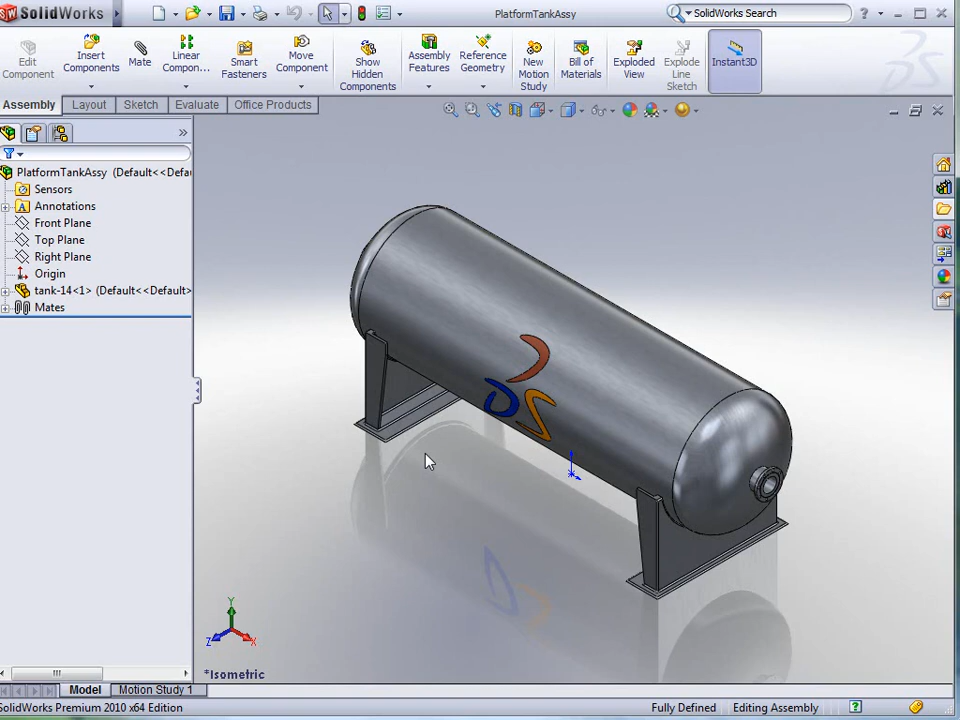 SolidWorks
PlatformTankAssy
SolidWorks Search
Edit Component
Insert Components
Mate
Linear Compon...
Smart Fasteners
Move Component
Show Hidden Components
Assembly Features
Reference Geometry
New Motion Study
Bill of Materials
Exploded View
Explode Line Sketch
Instant3D
Assembly Layout Sketch Evaluate Office Products
PlatformTankAssy (Default<<Defau
Sensors
Annotations
Front Plane
Top Plane
Right Plane
Origin
tank-14<1> (Default<<Default>
Mates
Y
Z
X
*Isometric
Model Motion Study 1
SolidWorks Premium 2010 x64 Edition
Fully Defined Editing Assembly